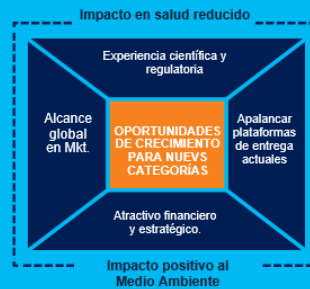 Impacto en salud reducido
Experiencia científica y
regulatoria
Alcance
global
en Mkt.
OPORTUNIDADES
DE CRECIMIENTO
PARA NUEVS
CATEGORÍAS
Apalancar
plataformas
de entrega
actuales
Atractivo financiero
y estratégico.
Impacto positivo al
Medio Ambiente